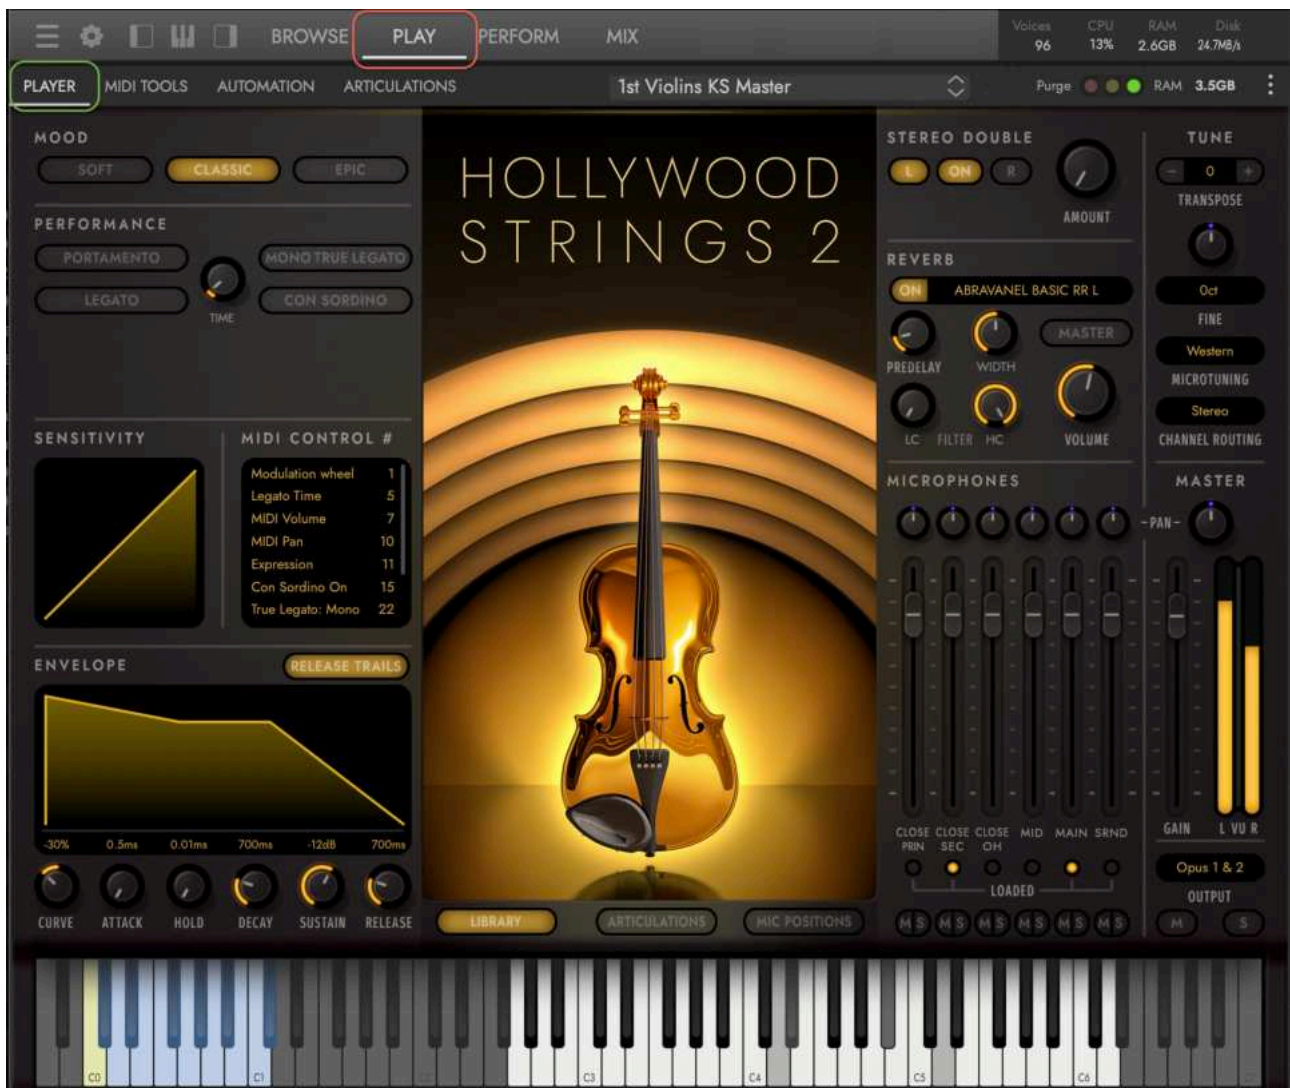 BROWSE PLAY PERFORM MIX
Voices CPU RAM Disk
96 13% 2.6GB 24.7MB/s
PLAYER MIDI TOOLS AUTOMATION ARTICULATIONS 1st Violins KS Master Purge RAM 3.5GB
MOOD
SOFT CLASSIC EPIC
PERFORMANCE
PORTAMENTO MONO TRUE LEGATO
LEGATO CON SORDINO
TIME
SENSITIVITY
MIDI CONTROL #
Modulation wheel 1
Legato Time 5
MIDI Volume 7
MIDI Pan 10
Expression 11
Con Sordino On 15
True Legato: Mono 22
ENVELOPE RELEASE TRAILS
-30% 0.5ms 0.01ms 700ms -12dB 700ms
CURVE ATTACK HOLD DECAY SUSTAIN RELEASE
HOLLYWOOD
STRINGS 2
LIBRARY ARTICULATIONS MIC POSITIONS
STEREO DOUBLE
L ON R
AMOUNT
REVERB
ON ABRAVANEL BASIC RR L
MASTER
PREDELAY WIDTH
LC FILTER HC VOLUME
MICROPHONES
CLOSE PRIN
CLOSE SEC
CLOSE OH
MID
MAIN
SRND
LOADED
M S M S M S M S M S M S
TUNE
- 0 +
TRANSPOSE
0ct
FINE
Western
MICROTUNING
Stereo
CHANNEL ROUTING
MASTER
-PAN-
GAIN L VU R
Opus 1 & 2
OUTPUT
M S
C0 C1 C2 C3 C4 C5 C6